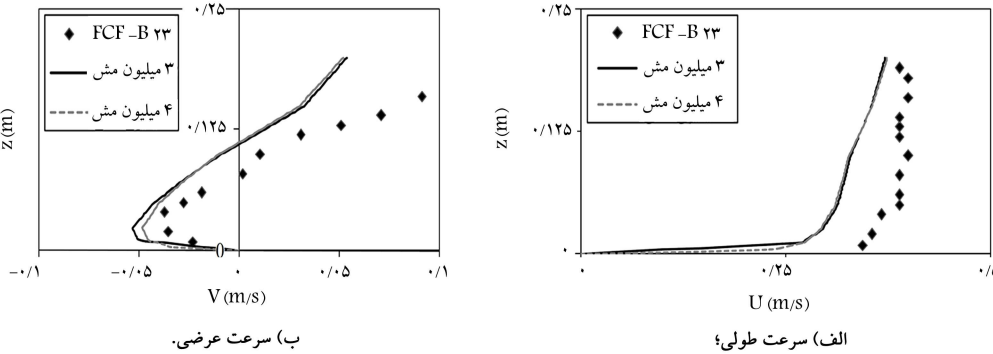 ۰/۲۵
FCF-B ۲۳
۳ میلیون مش
۴ میلیون مش
z(m)
۰/۱۲۵
۰
۰
۰/۲۵
U (m/s)
الف) سرعت طولی؛
۰/۲۵
FCF-B ۲۳
۳ میلیون مش
۴ میلیون مش
z(m)
۰/۱۲۵
0
-۰/۱
-۰/۰۵
۰
۰/۰۵
۰/۱
V (m/s)
ب) سرعت عرضی.